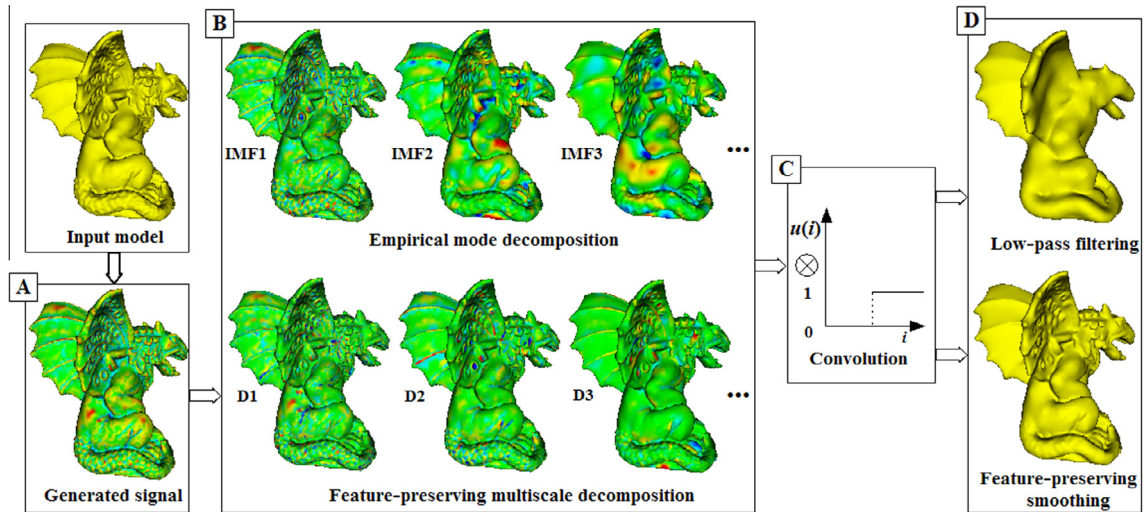 Input model
A
Generated signal
B
IMF1
IMF2
IMF3
...
Empirical mode decomposition
D1
D2
D3
...
Feature-preserving multiscale decomposition
C
u(i)
⊗
1
0
i
Convolution
D
Low-pass filtering
Feature-preserving
smoothing